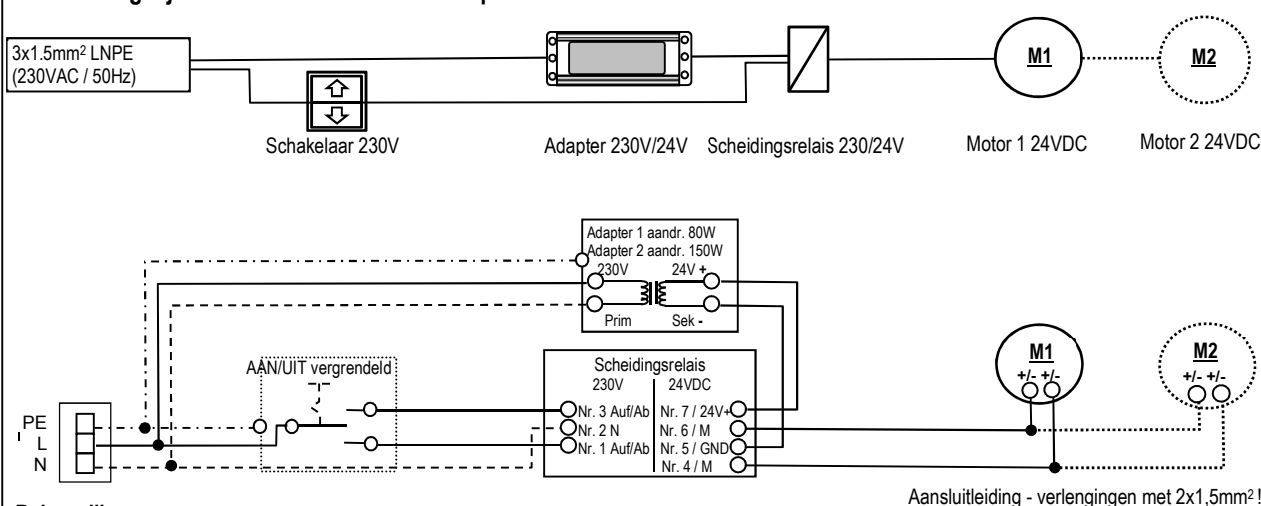 3x1.5mm² LNPE
(230VAC / 50Hz)
M1
M2
Schakelaar 230V
Adapter 230V/24V
Scheidingsrelais 230/24V
Motor 1 24VDC
Motor 2 24VDC
Adapter 1 aandr. 80W
Adapter 2 aandr. 150W
230V
24V +
Prim
Sek -
AAN/UIT vergrendeld
Scheidingsrelais
230V
24VDC
Nr. 3 Auf/Ab
Nr. 7 / 24V+
Nr. 2 N
Nr. 6 / M
Nr. 1 Auf/Ab
Nr. 5 / GND
Nr. 4 / M
M1
+/- +/-
M2
+/- +/-
PE
L
N
Aansluitleiding - verlengingen met 2x1,5mm² !